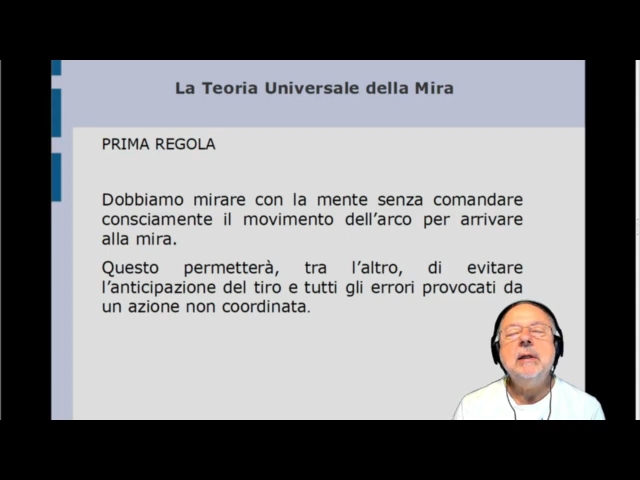 La Teoria Universale della Mira
PRIMA REGOLA
Dobbiamo mirare con la mente senza comandare
consciamente il movimento dell’arco per arrivare
alla mira.
Questo permetterà, tra l’altro, di evitare
l’anticipazione del tiro e tutti gli errori provocati da
un azione non coordinata.